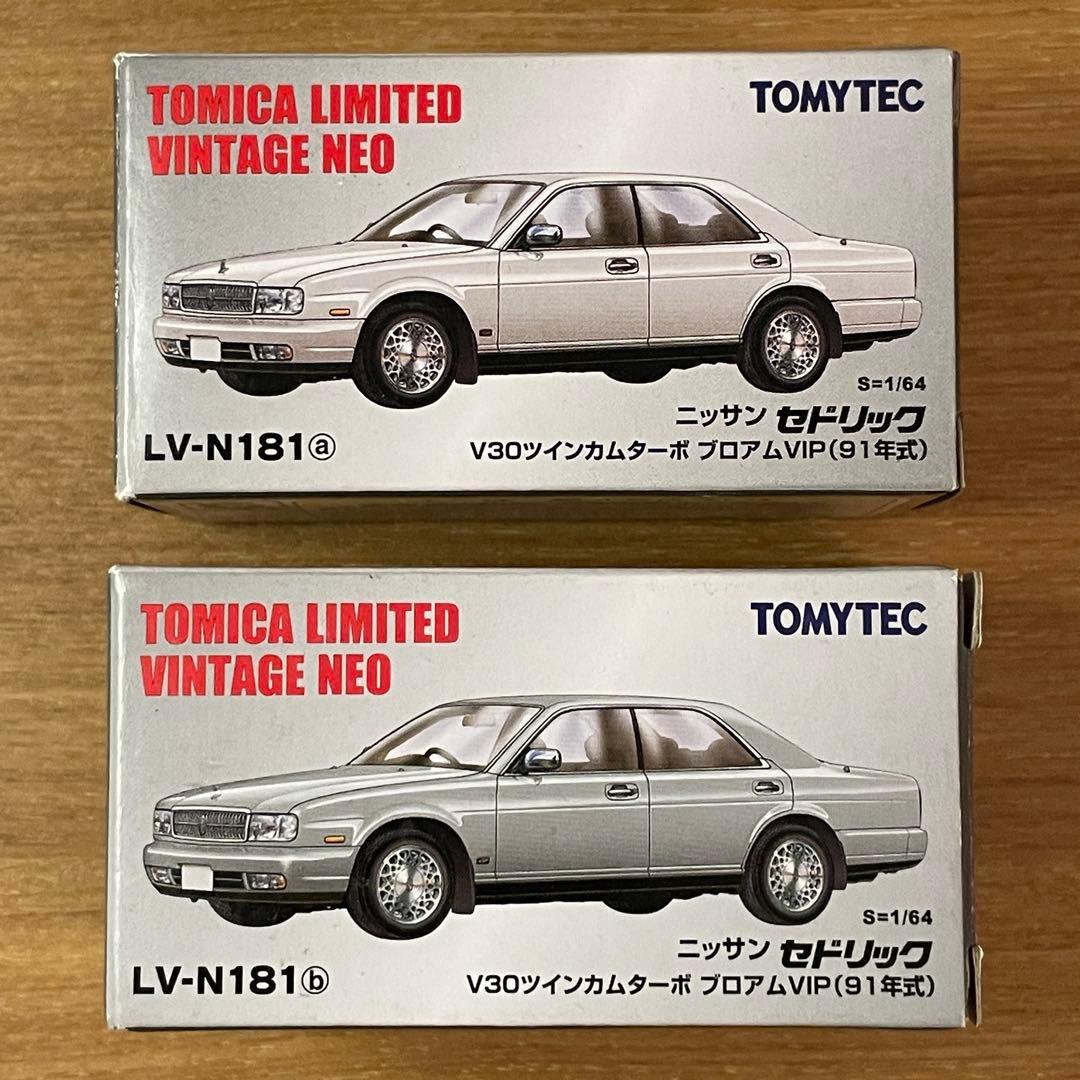 TOMICA LIMITED
VINTAGE NEO
TOMYTEC
S=1/64
ニッサン セドリック
LV-N181ⓐ
V30ツインカムターボ ブロアムVIP(91年式)
TOMICA LIMITED
VINTAGE NEO
TOMYTEC
S=1/64
ニッサン セドリック
LV-N181ⓑ
V30ツインカムターボ ブロアムVIP(91年式)